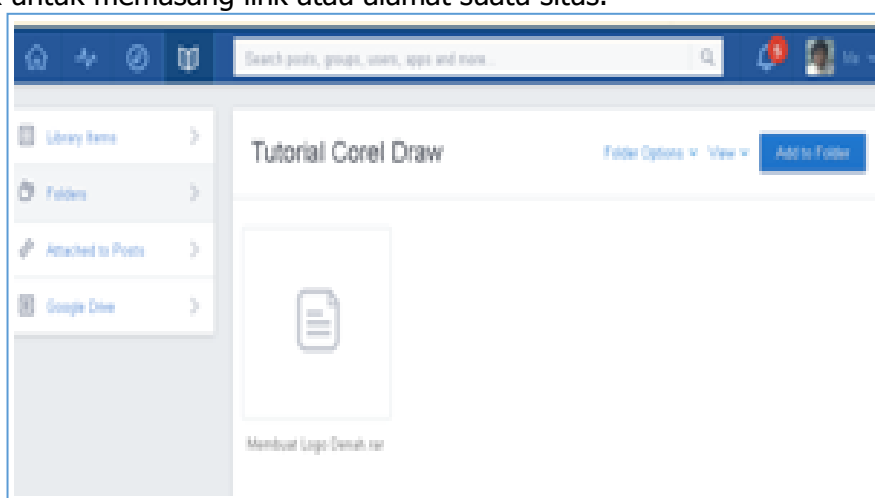 untuk memasang link atau alamat suatu situs.
Search posts, groups, users, apps and more...
Me
Library Items
Folders
Attached to Posts
Google Drive
Tutorial Corel Draw
Folder Options View Add to Folder
Membuat Logo Denah.rar